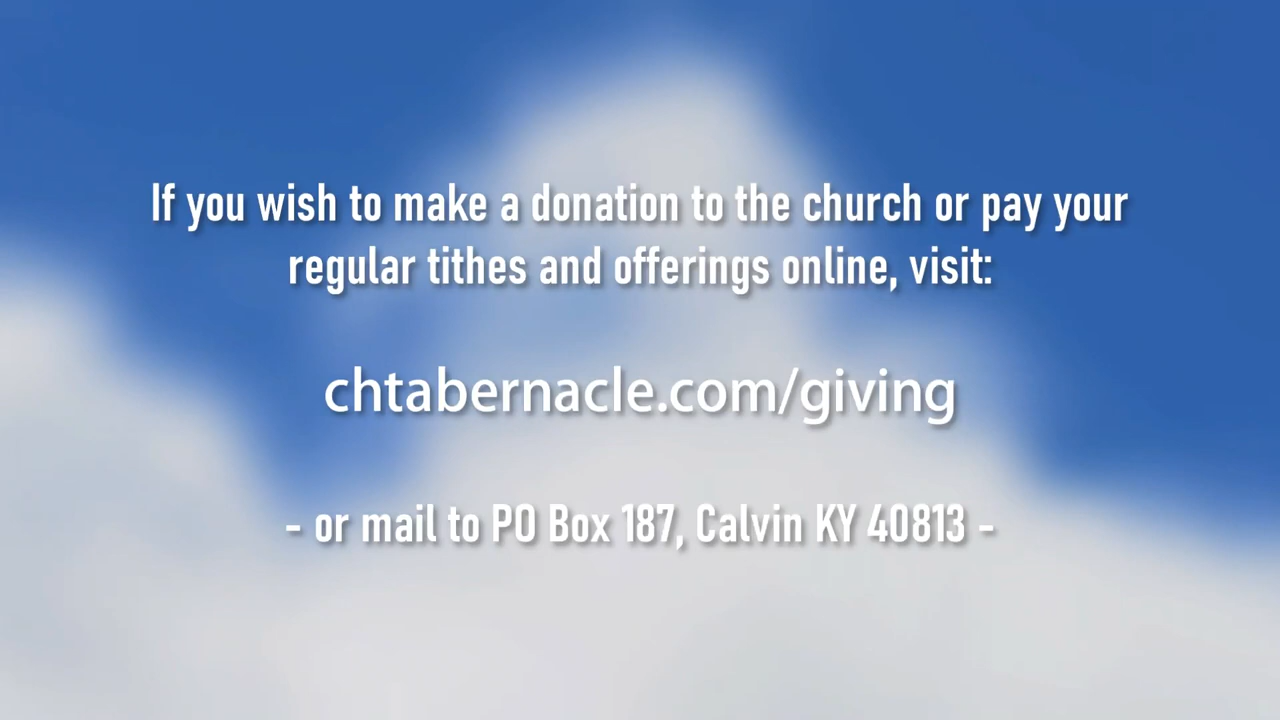 If you wish to make a donation to the church or pay your
regular tithes and offerings online, visit:
chtabernacle.com/giving
- or mail to PO Box 187, Calvin KY 40813 -